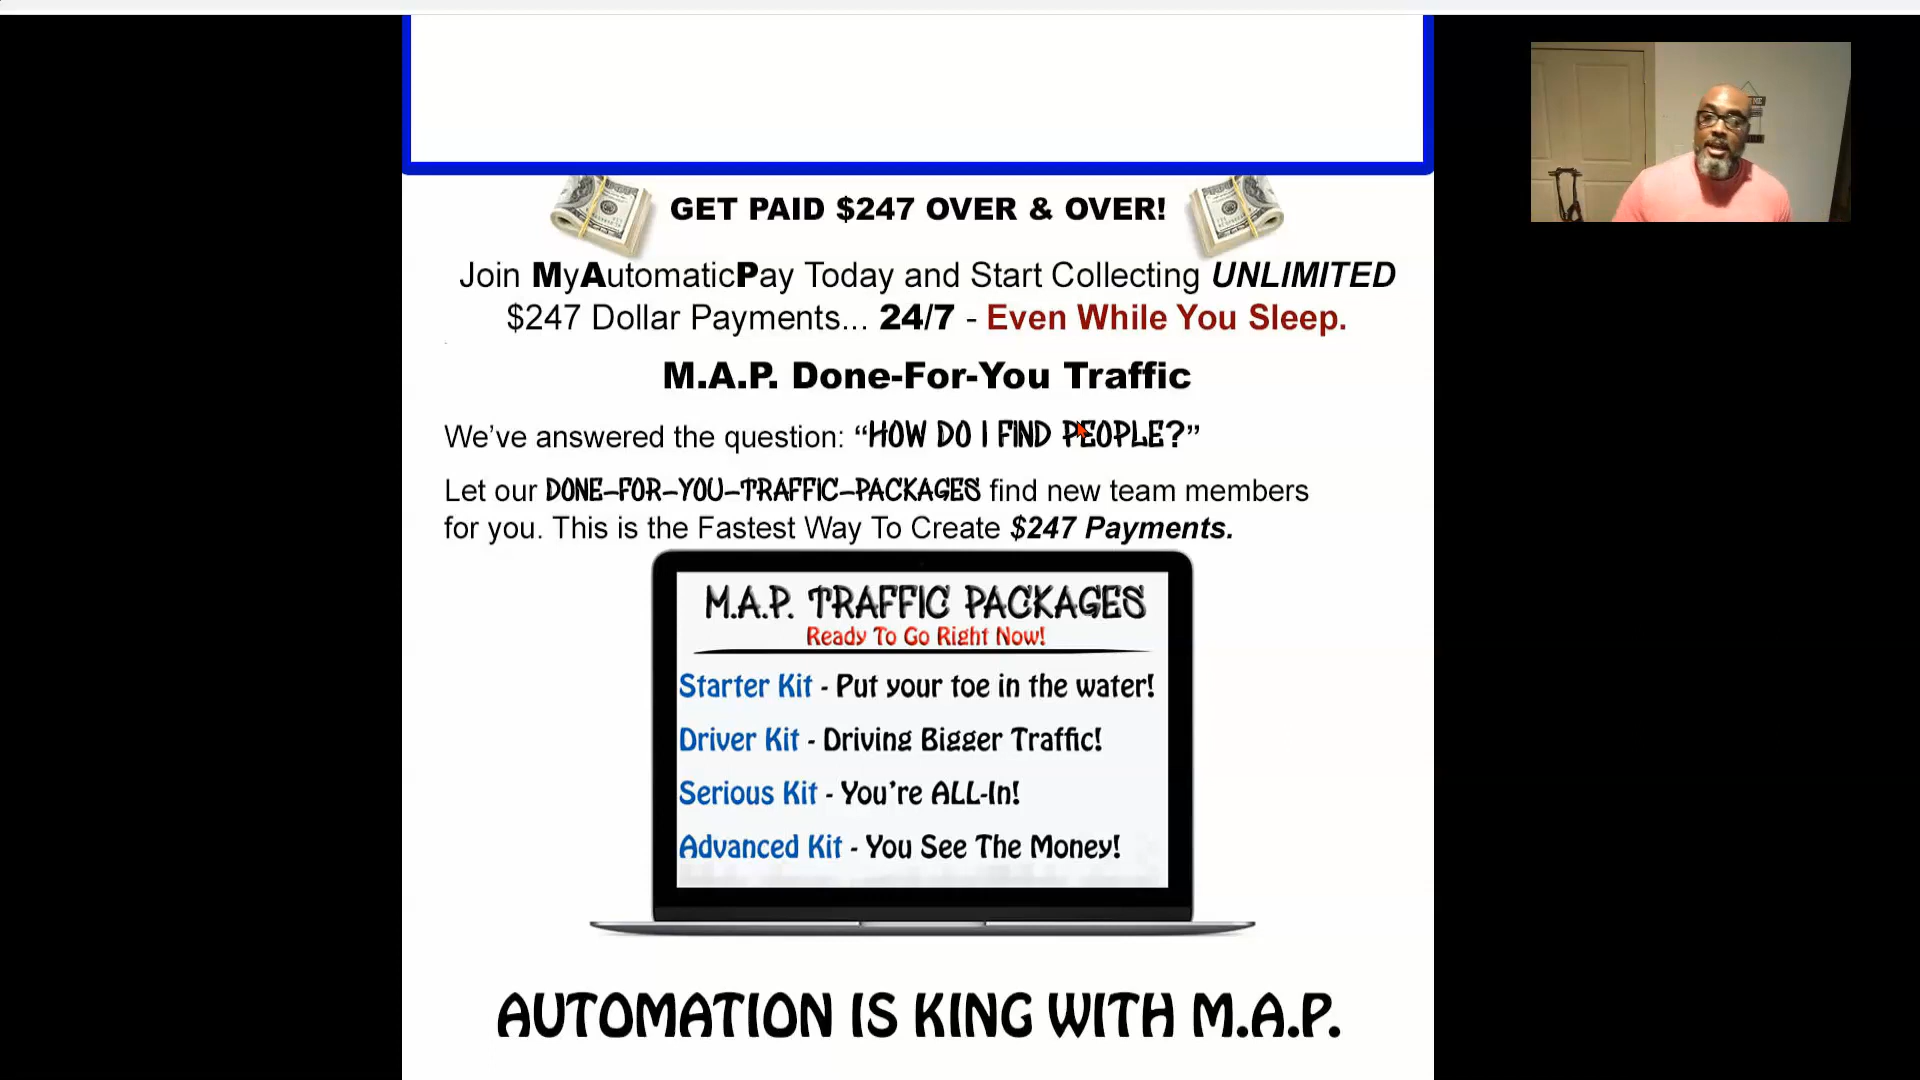 GET PAID $247 OVER & OVER!
Join MyAutomaticPay Today and Start Collecting UNLIMITED
$247 Dollar Payments... 24/7 - Even While You Sleep.
M.A.P. Done-For-You Traffic
We’ve answered the question: “HOW DO I FIND PEOPLE?”
Let our DONE-FOR-YOU-TRAFFIC-PACKAGES find new team members
for you. This is the Fastest Way To Create $247 Payments.
M.A.P. TRAFFIC PACKAGES
Ready To Go Right Now!
Starter Kit - Put your toe in the water!
Driver Kit - Driving Bigger Traffic!
Serious Kit - You’re ALL-In!
Advanced Kit - You See The Money!
AUTOMATION IS KING WITH M.A.P.